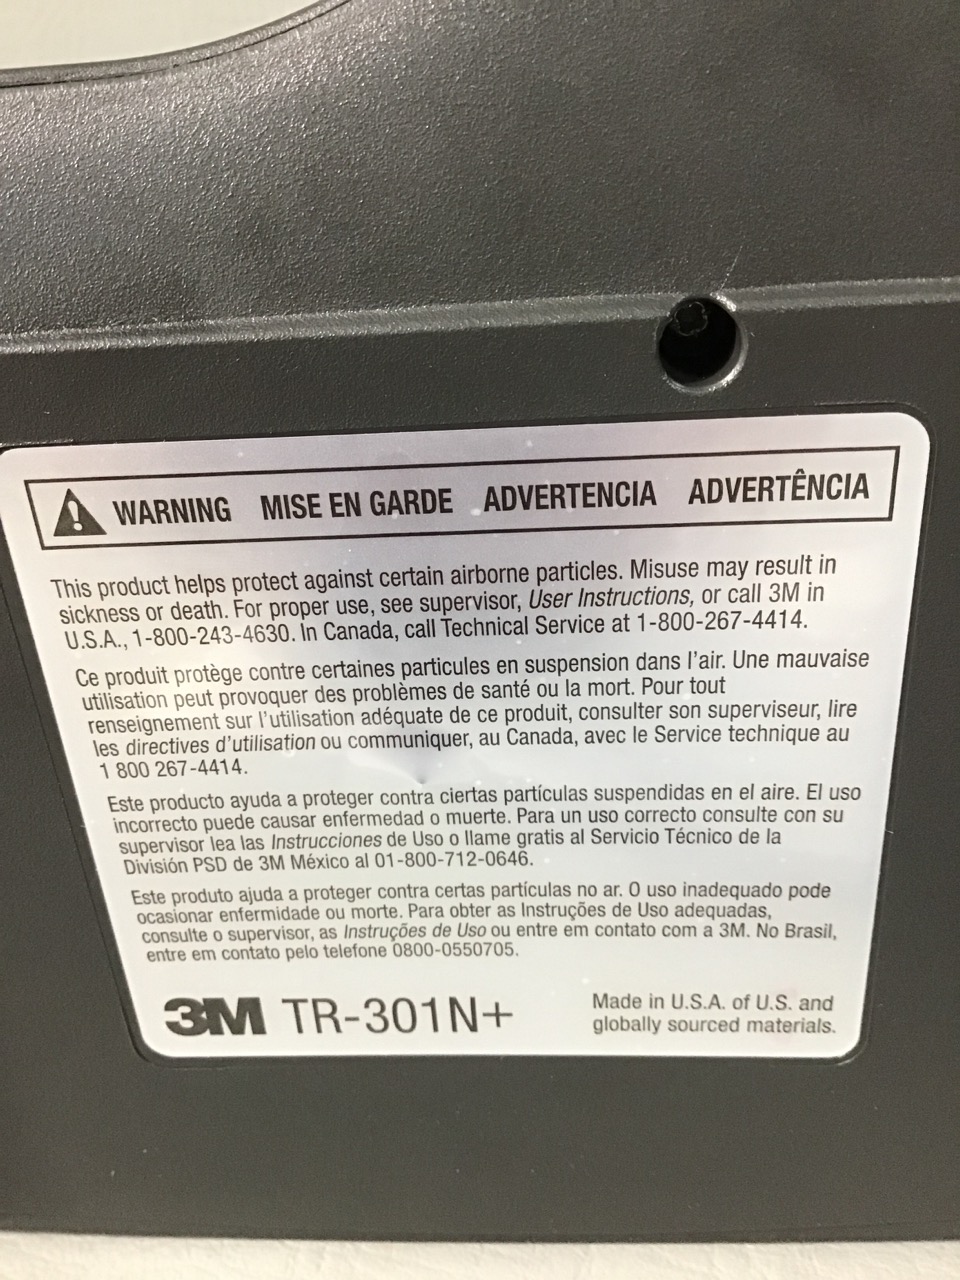 WARNING MISE EN GARDE ADVERTENCIA ADVERTÊNCIA
This product helps protect against certain airborne particles. Misuse may result in
sickness or death. For proper use, see supervisor, User Instructions, or call 3M in
U.S.A., 1-800-243-4630. In Canada, call Technical Service at 1-800-267-4414.
Ce produit protège contre certaines particules en suspension dans l'air. Une mauvaise
utilisation peut provoquer des problèmes de santé ou la mort. Pour tout
renseignement sur l'utilisation adéquate de ce produit, consulter son superviseur, lire
les directives d'utilisation ou communiquer, au Canada, avec le Service technique au
1 800 267-4414.
Este producto ayuda a proteger contra ciertas partículas suspendidas en el aire. El uso
incorrecto puede causar enfermedad o muerte. Para un uso correcto consulte con su
supervisor lea las Instrucciones de Uso o llame gratis al Servicio Técnico de la
División PSD de 3M México al 01-800-712-0646.
Este produto ajuda a proteger contra certas partículas no ar. O uso inadequado pode
ocasionar enfermidade ou morte. Para obter as Instruções de Uso adequadas,
consulte o supervisor, as Instruções de Uso ou entre em contato com a 3M. No Brasil,
entre em contato pelo telefone 0800-0550705.
3M TR-301N+
Made in U.S.A. of U.S. and
globally sourced materials.